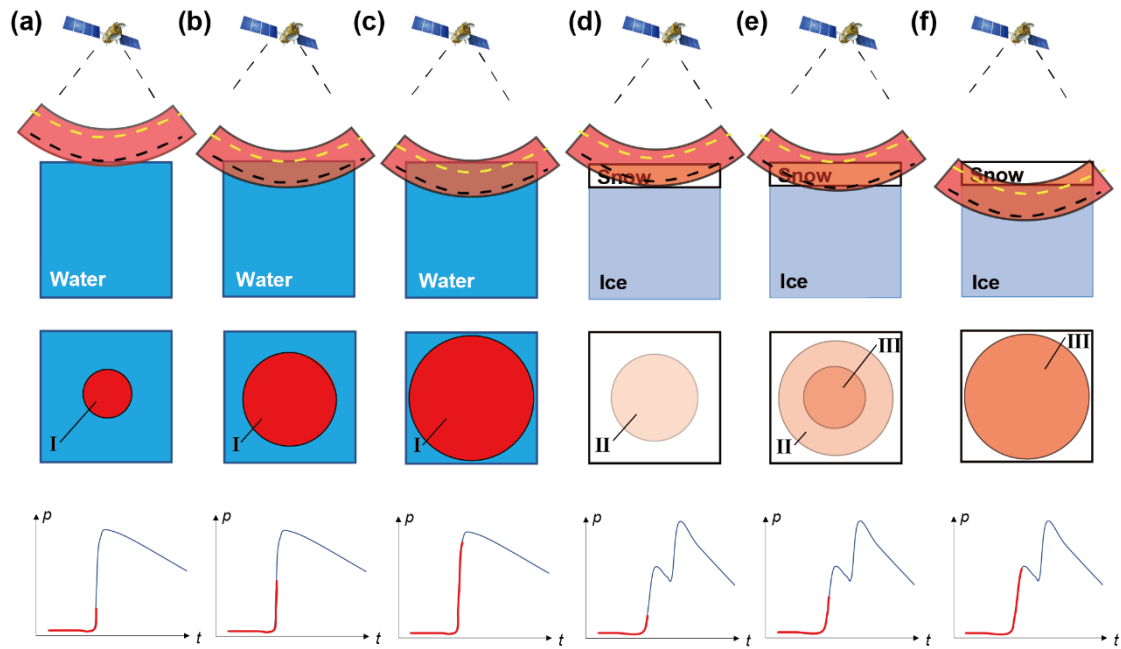 (a) (b) (c) (d) (e) (f)
Snow Snow Snow
Water Water Water Ice Ice Ice
I I I II III II III
p p p p p p
t t t t t t